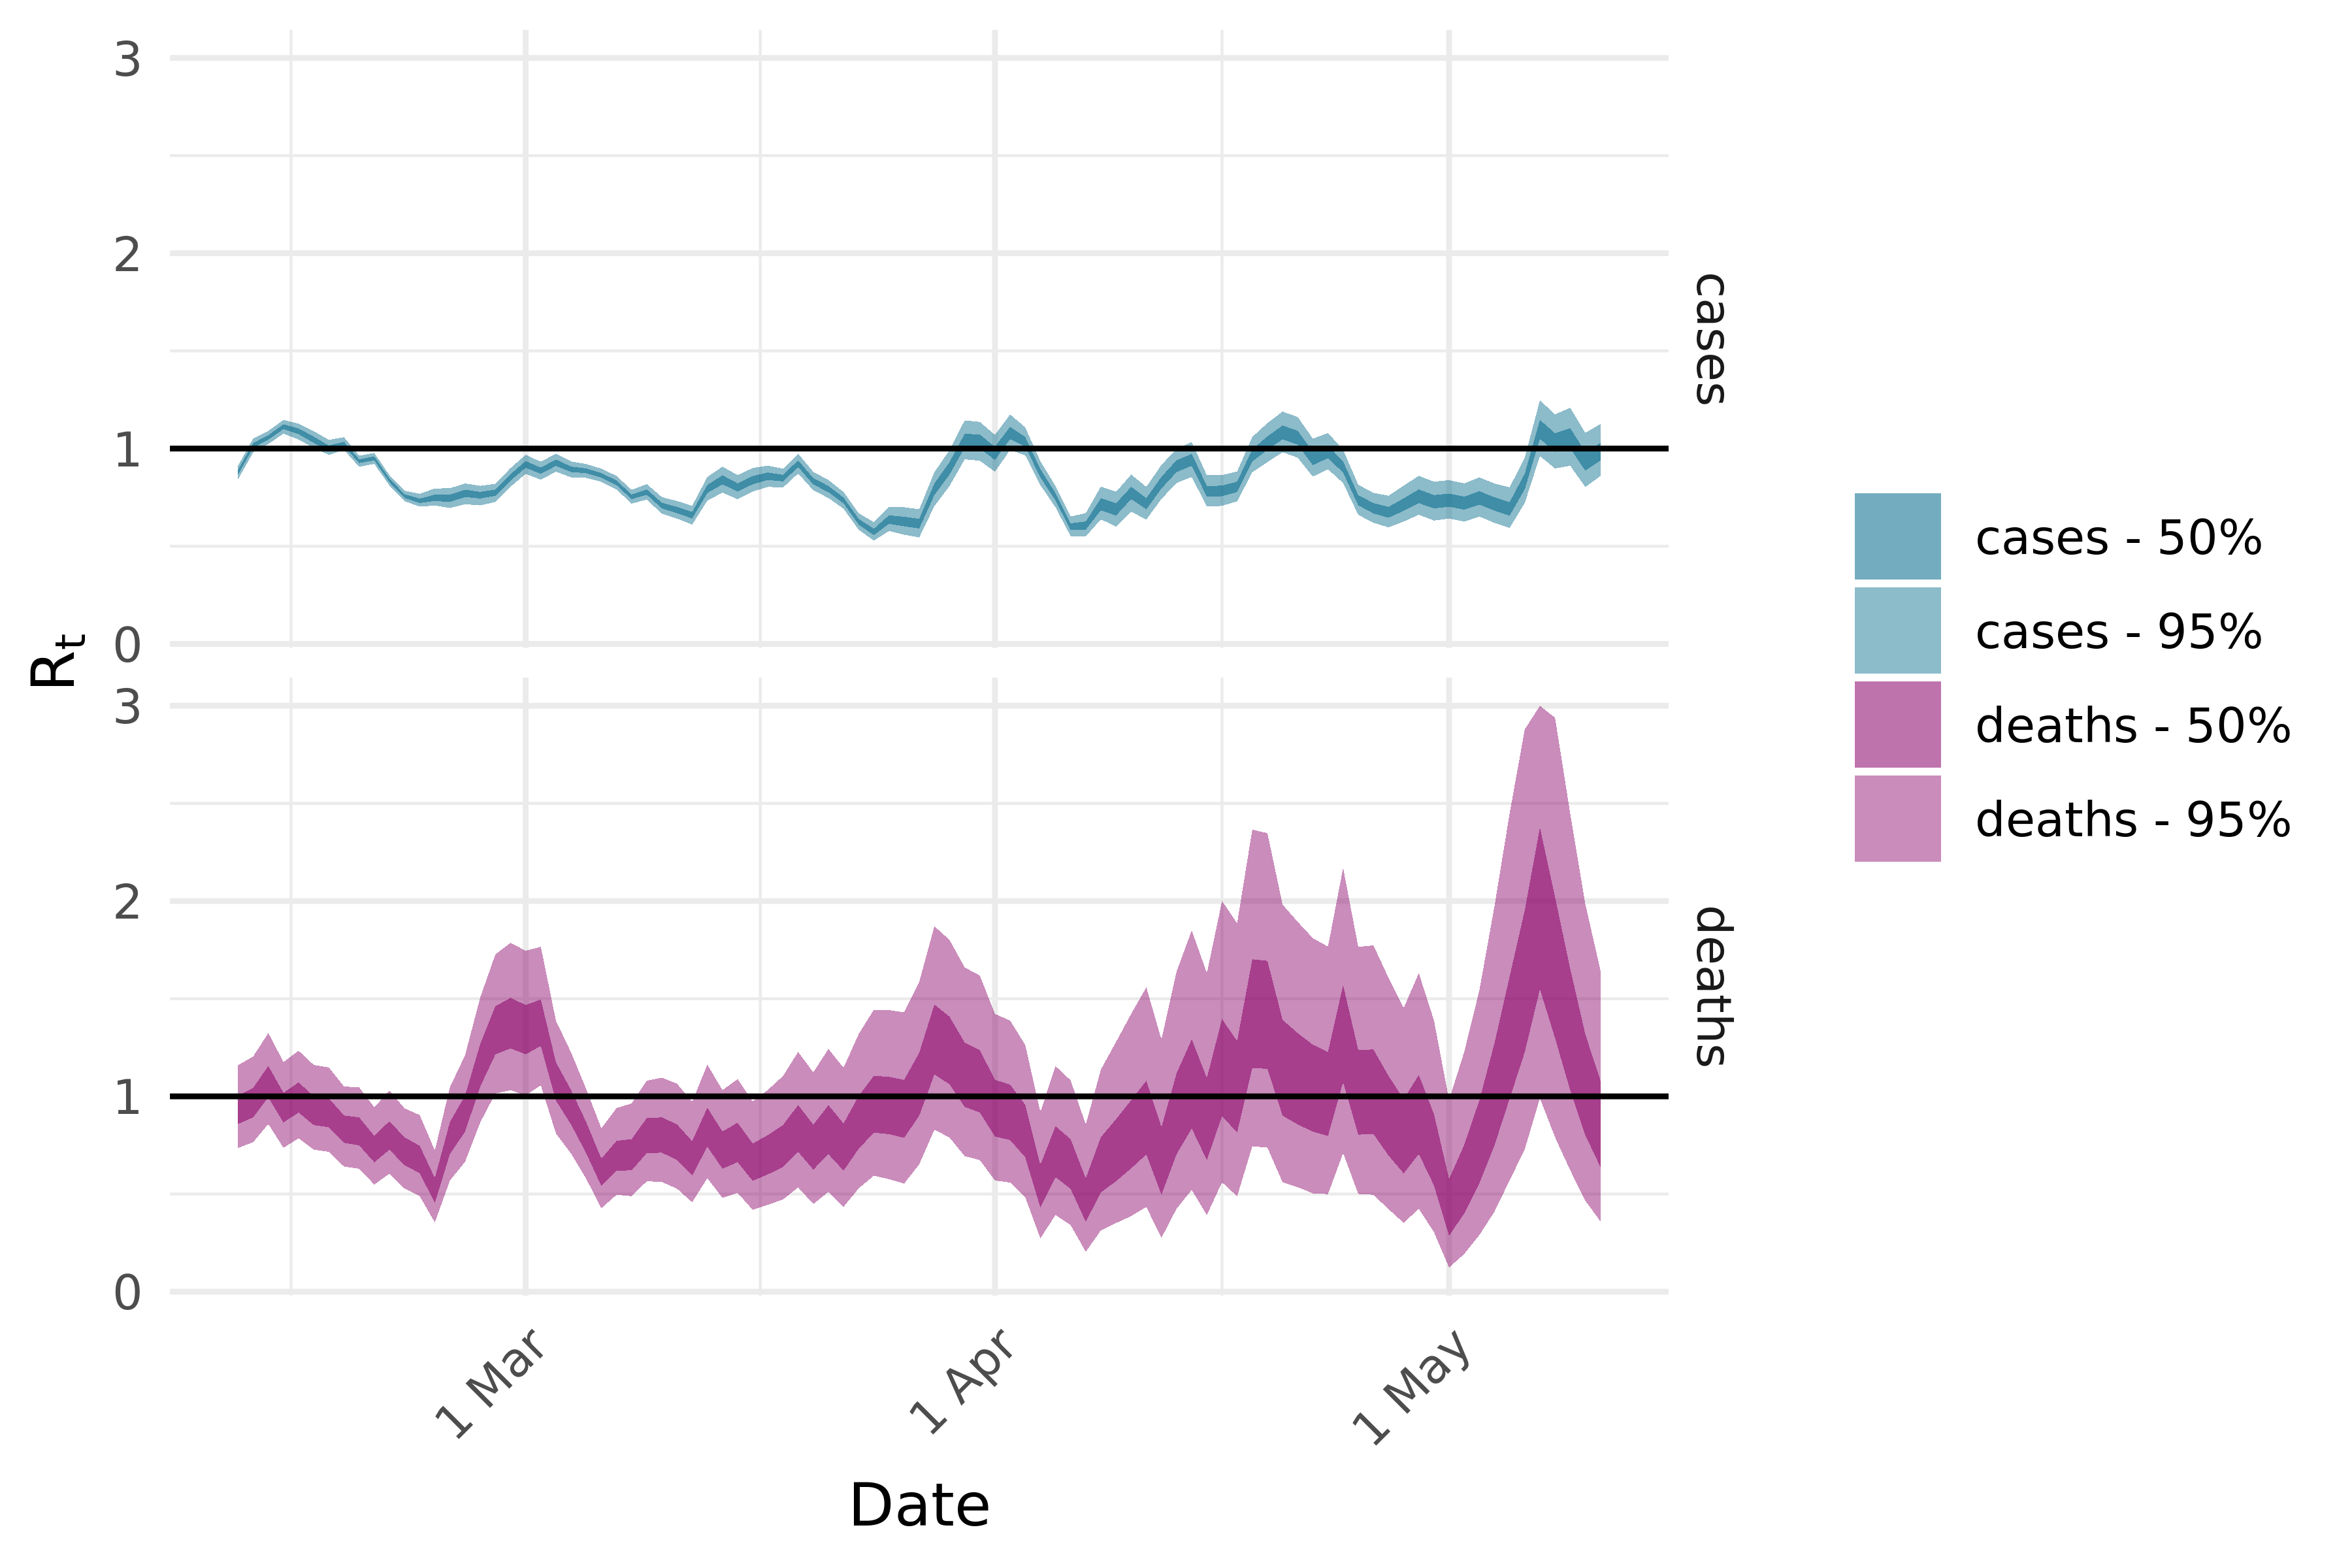 3
2
1
0
cases
3
2
1
0
deaths
Rt
1 Mar
1 Apr
1 May
Date
cases - 50%
cases - 95%
deaths - 50%
deaths - 95%